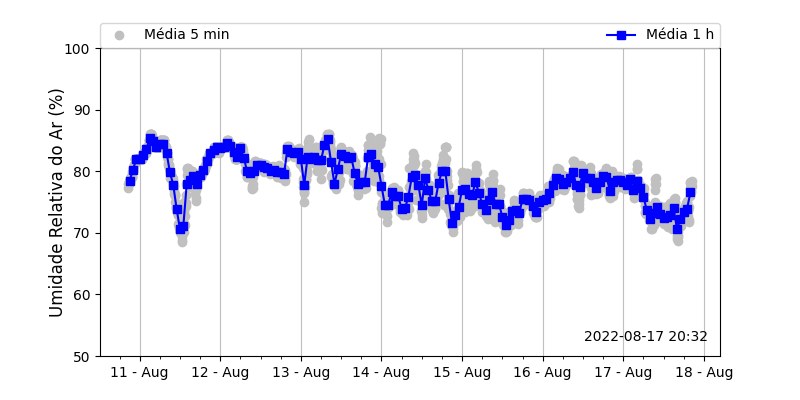 Média 5 min
Média 1 h
Umidade Relativa do Ar (%)
100
90
80
70
60
50
2022-08-17 20:32
11 - Aug
12 - Aug
13 - Aug
14 - Aug
15 - Aug
16 - Aug
17 - Aug
18 - Aug